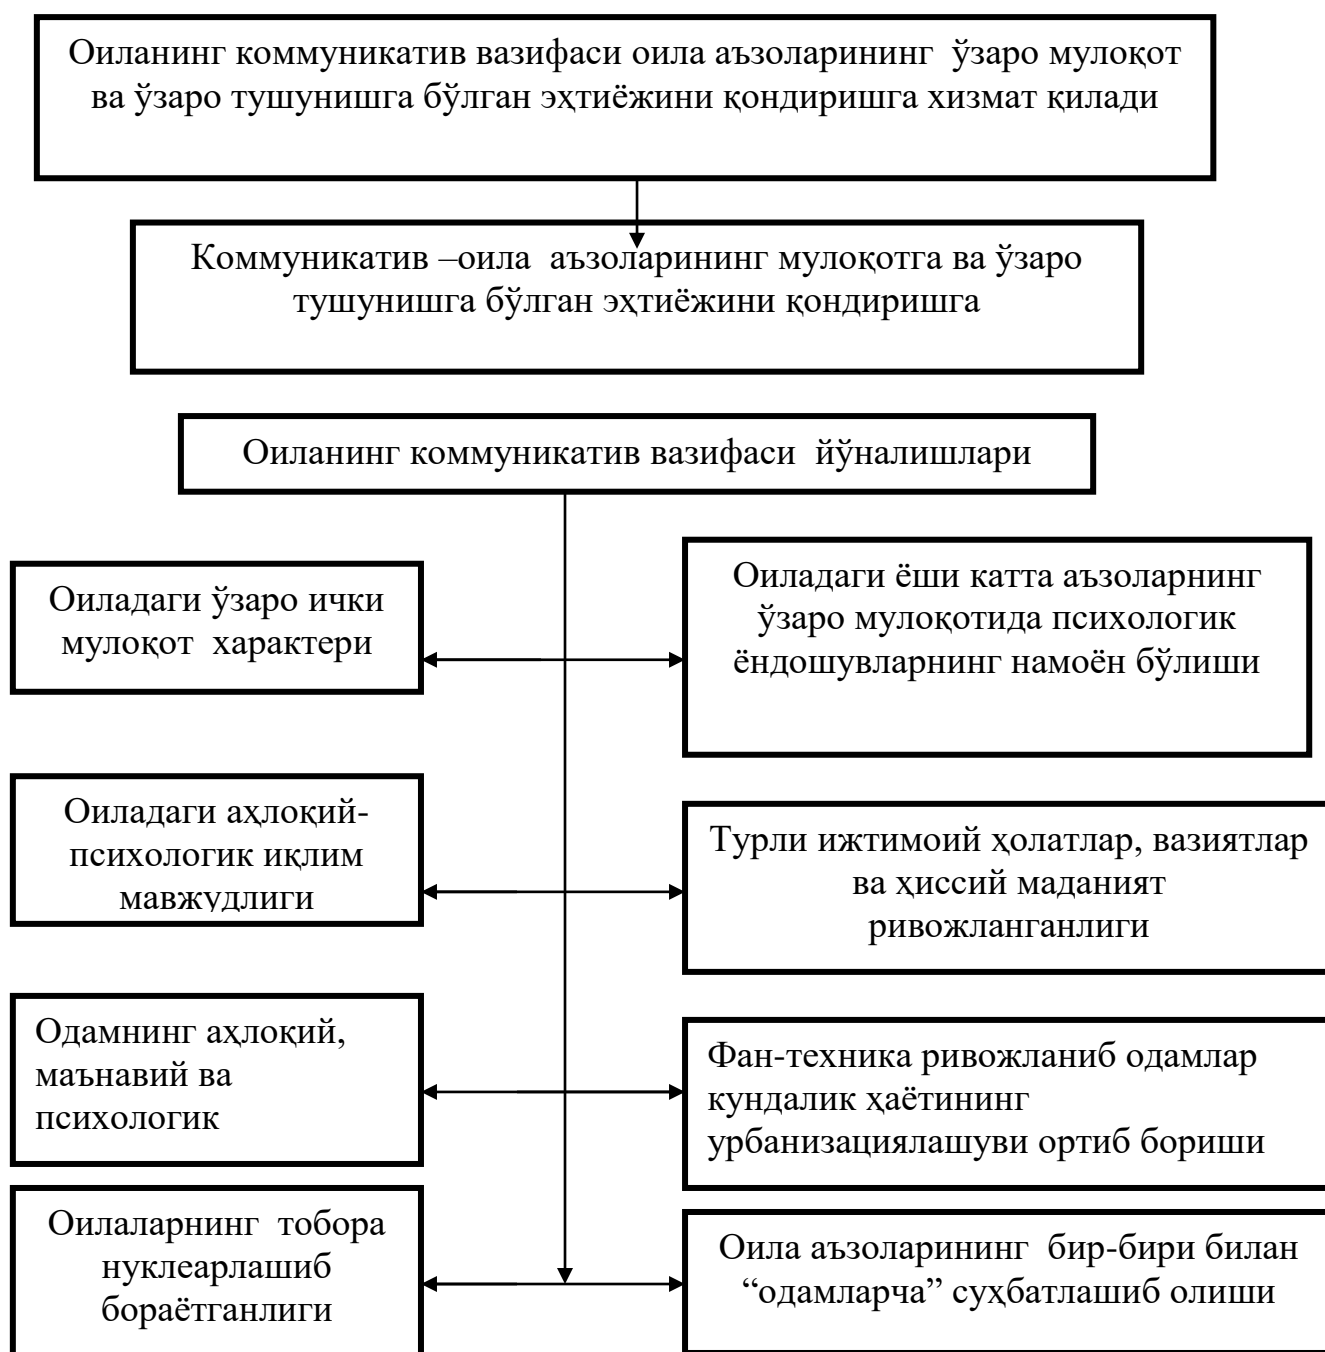 Оиланинг коммуникатив вазифаси оила аъзоларининг ўзаро мулоқот
ва ўзаро тушунишга бўлган эҳтиёжини қондиришга хизмат қилади
Коммуникатив –оила аъзоларининг мулоқотга ва ўзаро
тушунишга бўлган эҳтиёжини қондиришга
Оиланинг коммуникатив вазифаси йўналишлари
Оиладаги ўзаро ички
мулоқот характери
Оиладаги ёши катта аъзоларнинг
ўзаро мулоқотида психологик
ёндошувларнинг намоён бўлиши
Оиладаги аҳлоқий-
психологик иқлим
мавжудлиги
Турли ижтимоий ҳолатлар, вазиятлар
ва ҳиссий маданият
ривожланганлиги
Одамнинг аҳлоқий,
маънавий ва
психологик
Фан-техника ривожланиб одамлар
кундалик ҳаётининг
урбанизациялашуви ортиб бориши
Оилаларнинг тобора
нуклеарлашиб
бораётганлиги
Оила аъзоларининг бир-бири билан
“одамларча” суҳбатлашиб олиши